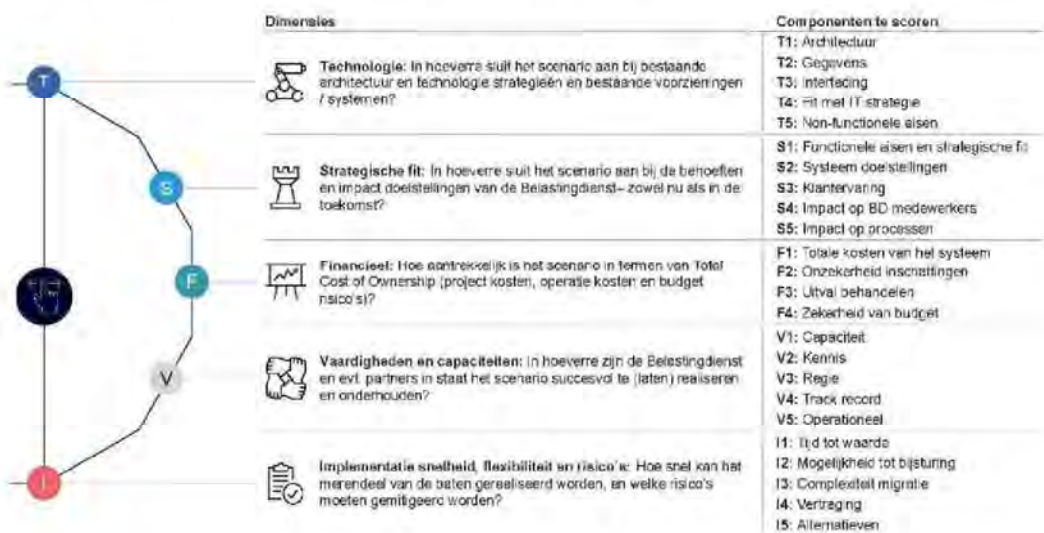 Dimensies
Componenten te scoren
T
Technologie: In hoeverre sluit het scenario aan bij bestaande
architectuur en technologie strategieën en bestaande voorzieningen
/ systemen?
T1: Architectuur
T2: Gegevens
T3: Interfacing
T4: Fit met IT strategie
T5: Non-functionele eisen
S
Strategische fit: In hoeverre sluit het scenario aan bij de behoeften
en impact doelstellingen van de Belastingdienst– zowel nu als in de
toekomst?
S1: Functionele eisen en strategische fit
S2: Systeem doelstellingen
S3: Klantervaring
S4: Impact op BD medewerkers
S5: Impact op processen
F
Financieel: Hoe aantrekkelijk is het scenario in termen van Total
Cost of Ownership (project kosten, operatie kosten en budget
risico's)?
F1: Totale kosten van het systeem
F2: Onzekerheid inschattingen
F3: Uitval behandelen
F4: Zekerheid van budget
V
Vaardigheden en capaciteiten: In hoeverre zijn de Belastingdienst
en evt. partners in staat het scenario succesvol te (laten) realiseren
en onderhouden?
V1: Capaciteit
V2: Kennis
V3: Regie
V4: Track record
V5: Operationeel
I
Implementatie snelheid, flexibiliteit en risico's: Hoe snel kan het
merendeel van de baten gerealiseerd worden, en welke risico's
moeten gemitigeerd worden?
I1: Tijd tot waarde
I2: Mogelijkheid tot bijsturing
I3: Complexiteit migratie
I4: Vertraging
I5: Alternatieven